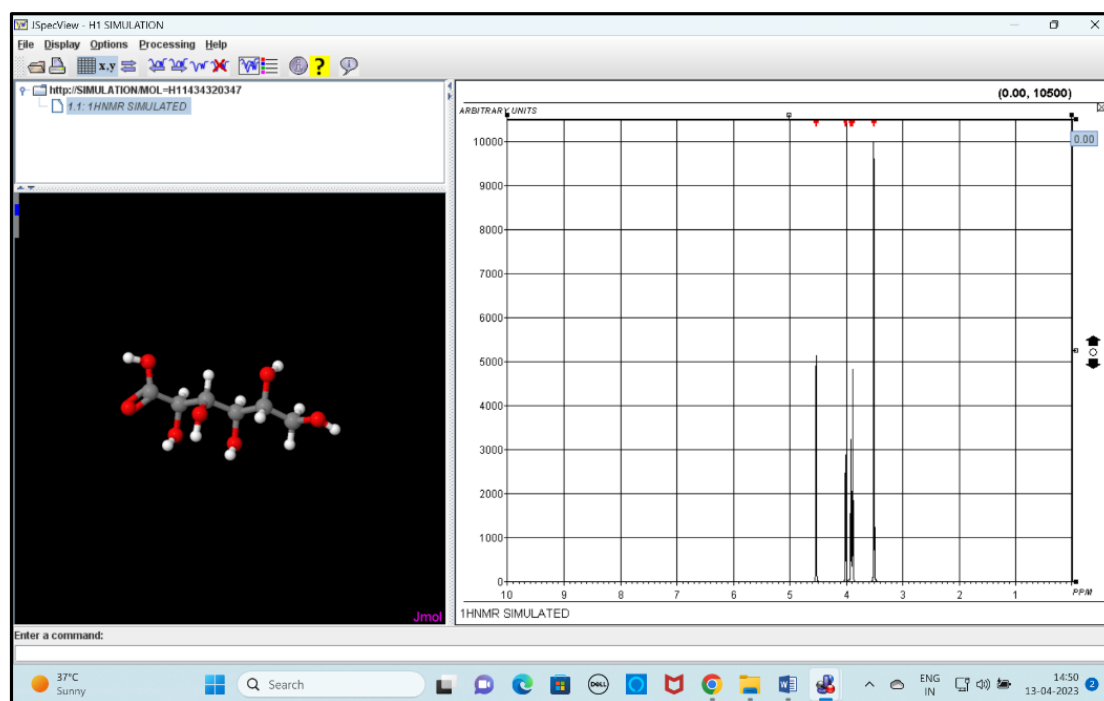 JSpecView - H1 SIMULATION
File Display Options Processing Help
x,y
http://SIMULATION/MOL=H11434320347
1.1: 1HNMR SIMULATED
(0.00, 10500)
ARBITRARY UNITS
0.00
10000
9000
8000
7000
6000
5000
4000
3000
2000
1000
0
10 9 8 7 6 5 4 3 2 1 PPM
1HNMR SIMULATED
Jmol
Enter a command:
37°C
Sunny
Search
DELL
ENG
IN
14:50
13-04-2023
2